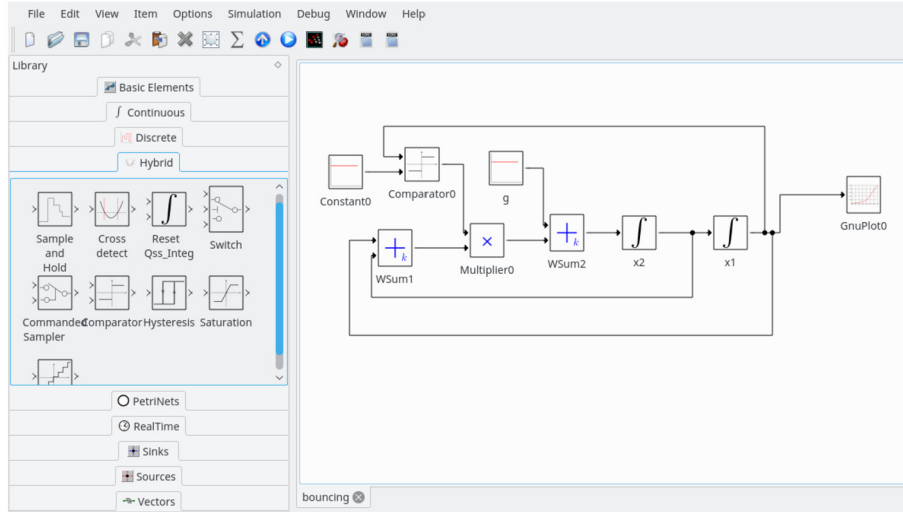 File Edit View Item Options Simulation Debug Window Help
Library
Basic Elements
Continuous
Discrete
Hybrid
Sample and Hold
Cross detect
Reset Qss_Integ
Switch
Commanded Sampler
Comparator
Hysteresis
Saturation
PetriNets
RealTime
Sinks
Sources
Vectors
Constant0
Comparator0
g
WSum1
k
Multiplier0
WSum2
k
x2
x1
GnuPlot0
bouncing